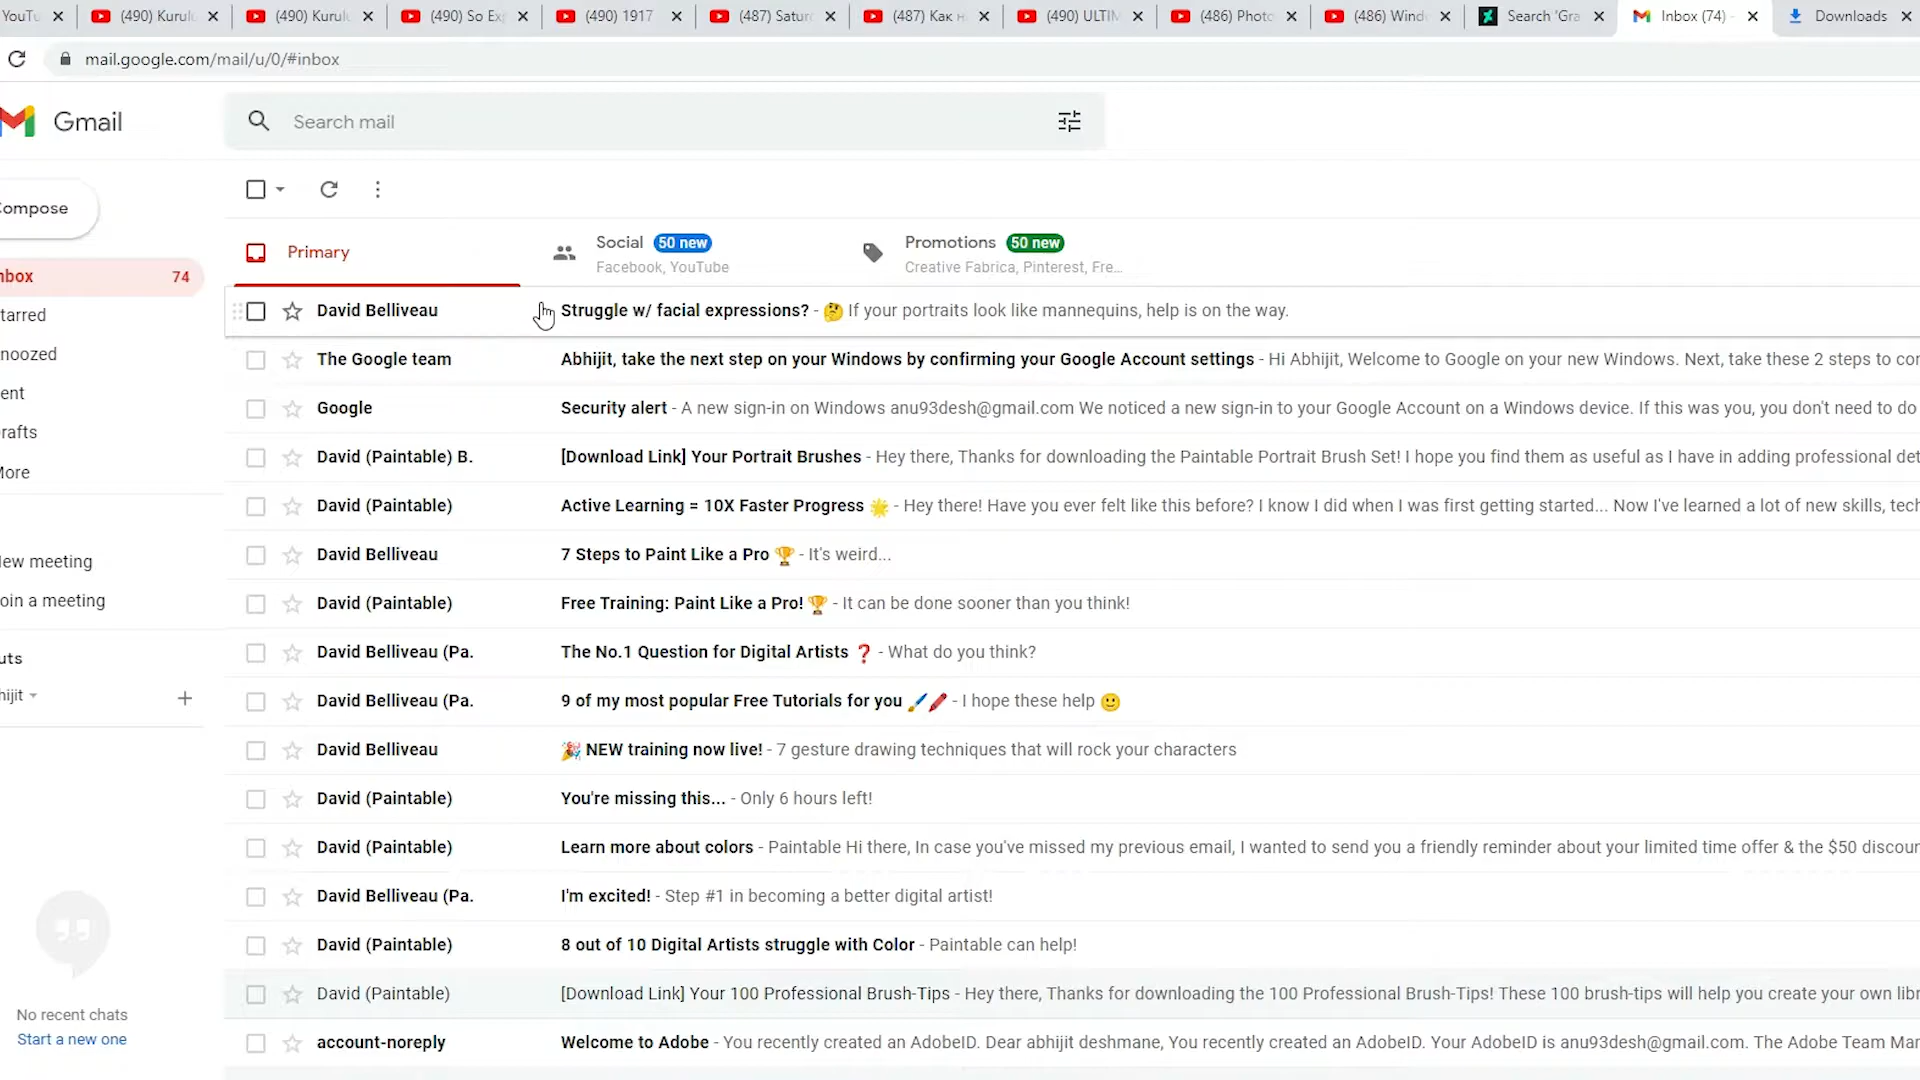 YouTu
(490) Kurulu
(490) Kurulu
(490) So Exp
(490) 1917
(487) Satur
(487) Как н
(490) ULTIM
(486) Photo
(486) Wind
Search 'Gra
Inbox (74) -
Downloads
mail.google.com/mail/u/0/#inbox
Gmail
Search mail
Compose
Primary
Social 50 new
Facebook, YouTube
Promotions 50 new
Creative Fabrica, Pinterest, Fre...
nbox 74
tarred
noozed
ent
rafts
More
New meeting
oin a meeting
uts
hijit
No recent chats
Start a new one
David Belliveau Struggle w/ facial expressions? - 🤔 If your portraits look like mannequins, help is on the way.
The Google team Abhijit, take the next step on your Windows by confirming your Google Account settings - Hi Abhijit, Welcome to Google on your new Windows. Next, take these 2 steps to con
Google Security alert - A new sign-in on Windows anu93desh@gmail.com We noticed a new sign-in to your Google Account on a Windows device. If this was you, you don't need to do
David (Paintable) B. [Download Link] Your Portrait Brushes - Hey there, Thanks for downloading the Paintable Portrait Brush Set! I hope you find them as useful as I have in adding professional det
David (Paintable) Active Learning = 10X Faster Progress 🌟 - Hey there! Have you ever felt like this before? I know I did when I was first getting started... Now I've learned a lot of new skills, tech
David Belliveau 7 Steps to Paint Like a Pro 🏆 - It's weird...
David (Paintable) Free Training: Paint Like a Pro! 🏆 - It can be done sooner than you think!
David Belliveau (Pa. The No.1 Question for Digital Artists ❓ - What do you think?
David Belliveau (Pa. 9 of my most popular Free Tutorials for you 🖌️🖍️ - I hope these help 🙂
David Belliveau 🎉 NEW training now live! - 7 gesture drawing techniques that will rock your characters
David (Paintable) You're missing this... - Only 6 hours left!
David (Paintable) Learn more about colors - Paintable Hi there, In case you've missed my previous email, I wanted to send you a friendly reminder about your limited time offer & the $50 discoun
David Belliveau (Pa. I'm excited! - Step #1 in becoming a better digital artist!
David (Paintable) 8 out of 10 Digital Artists struggle with Color - Paintable can help!
David (Paintable) [Download Link] Your 100 Professional Brush-Tips - Hey there, Thanks for downloading the 100 Professional Brush-Tips! These 100 brush-tips will help you create your own libr
account-noreply Welcome to Adobe - You recently created an AdobeID. Dear abhijit deshmane, You recently created an AdobeID. Your AdobeID is anu93desh@gmail.com. The Adobe Team Mar